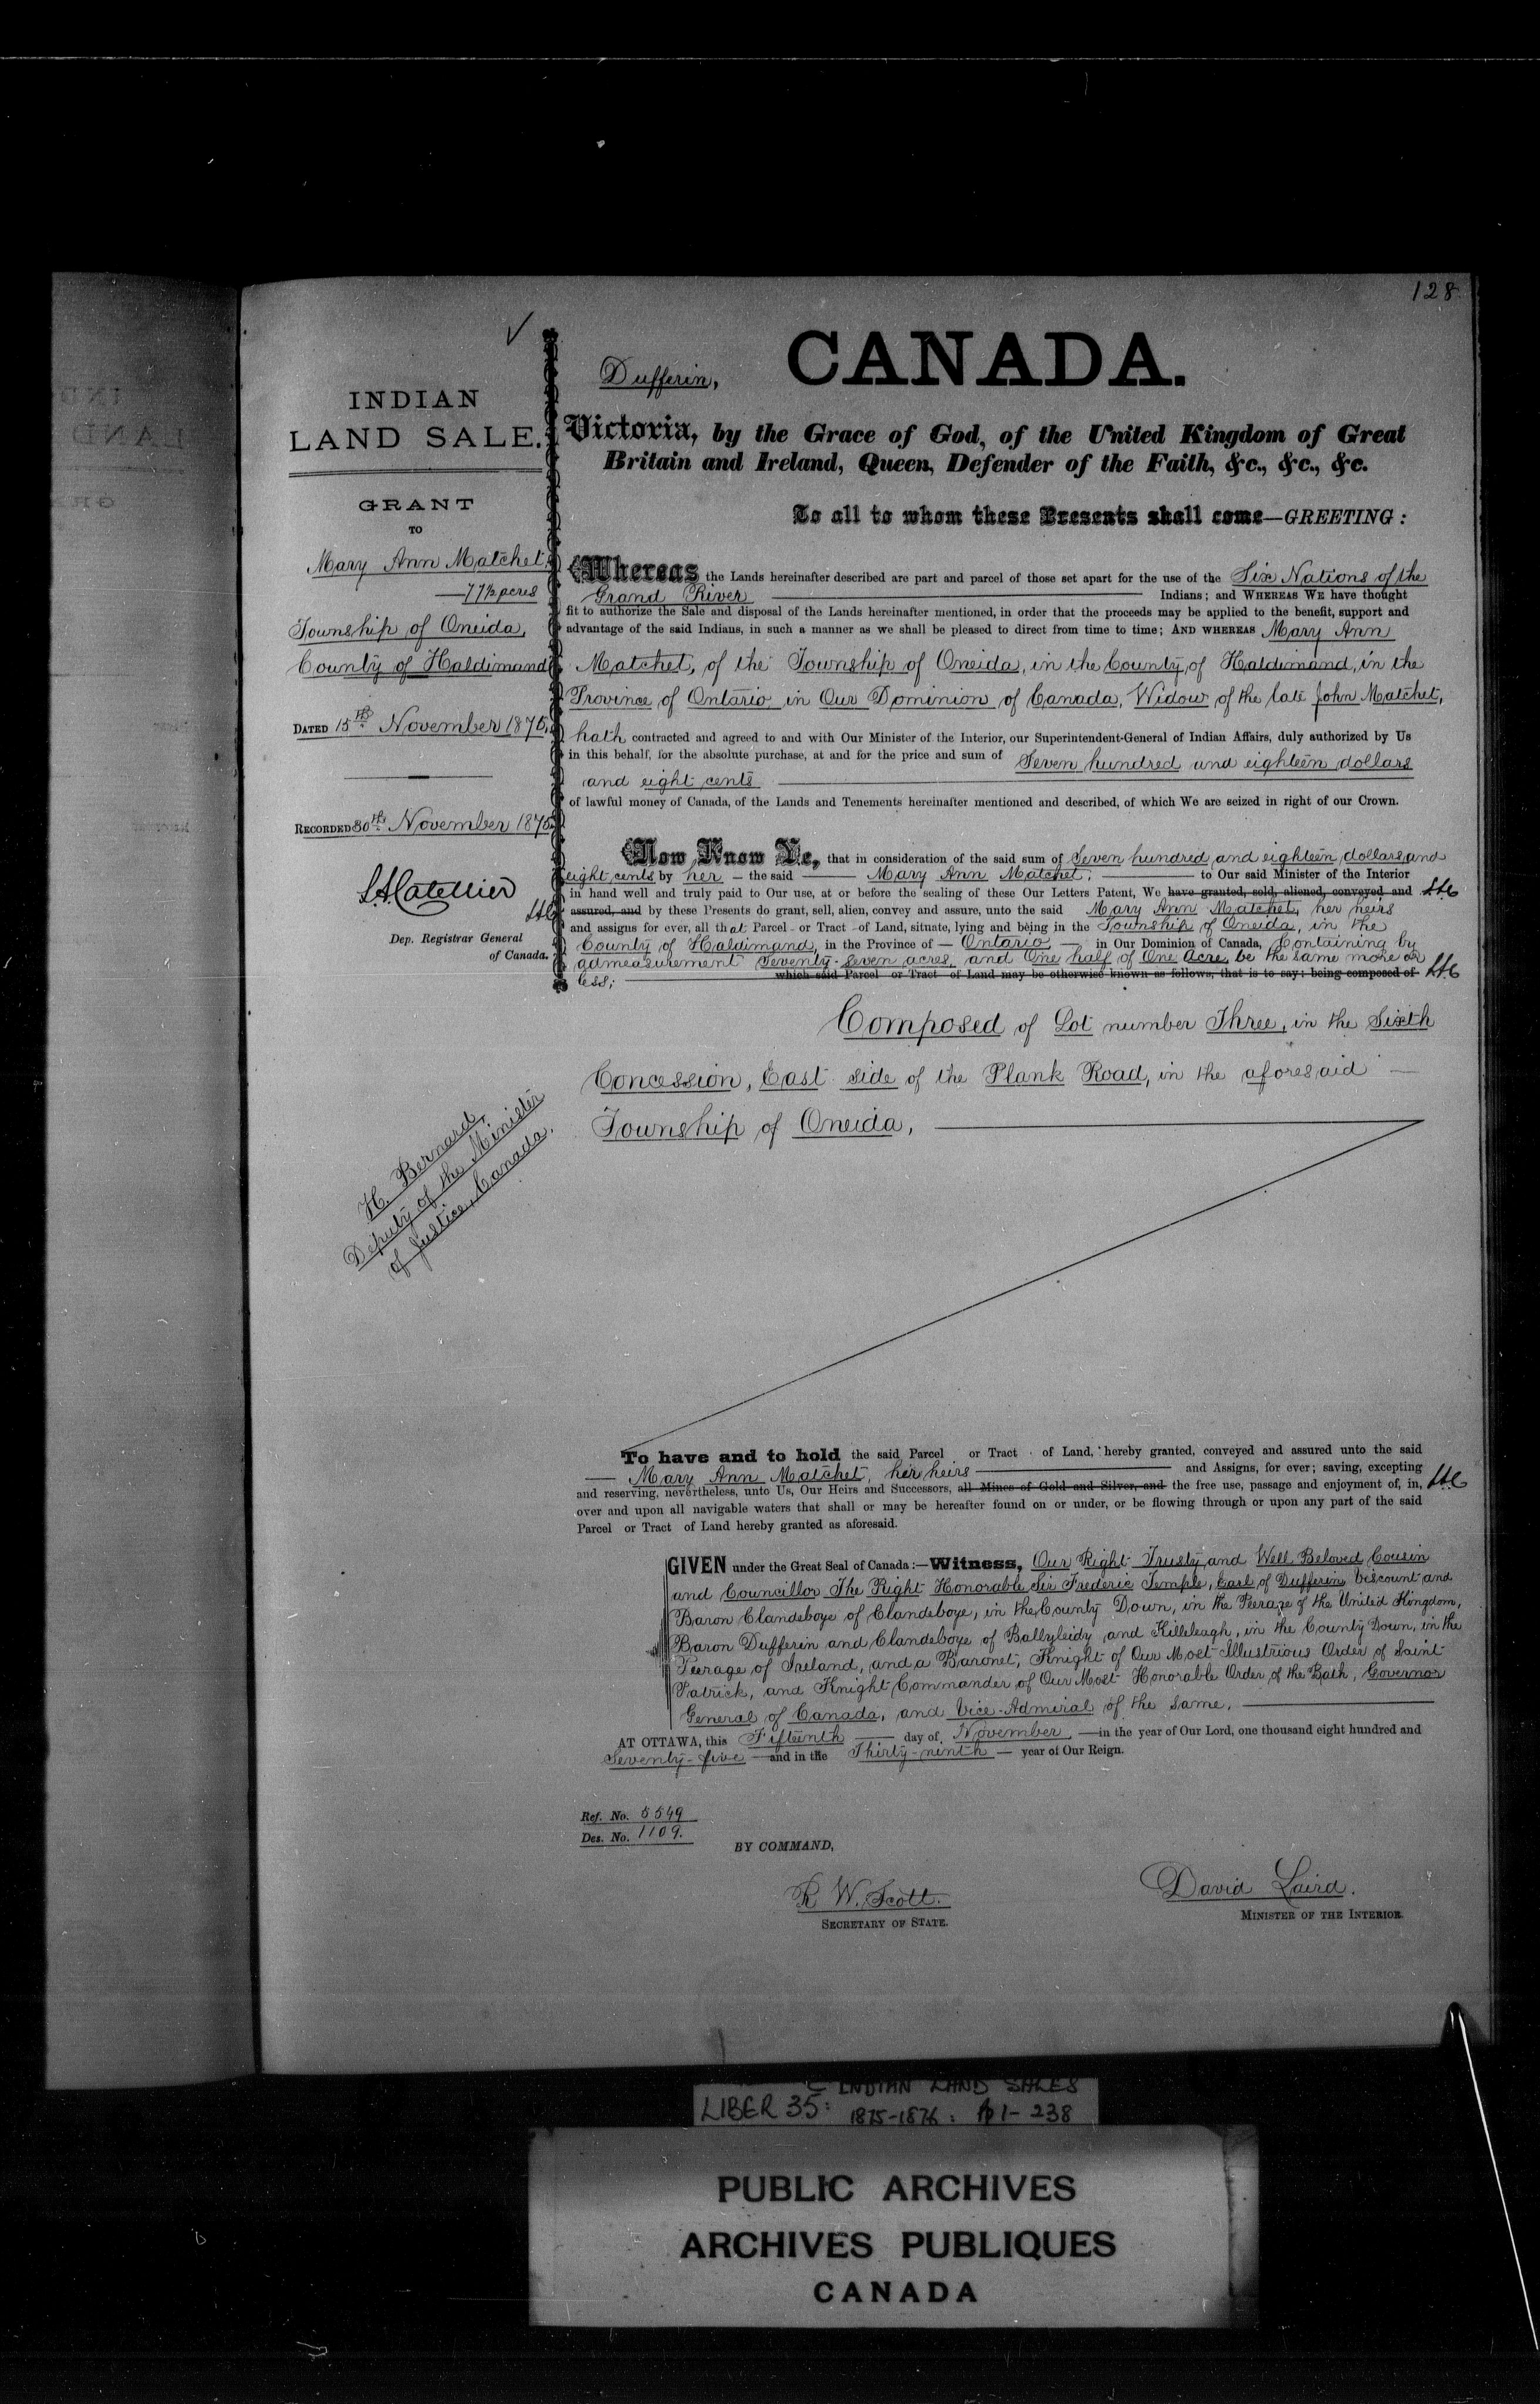 128
CANADA.
Dufferin,
INDIAN
LAND SALE.
GRANT
TO
Mary Ann Matchet,
77½ acres
Township of Oneida,
County of Haldimand
DATED 15th November 1875,
RECORDED 30th November 1875.
L.A.Catellier
Dep. Registrar General
of Canada.
H. Bernard,
Deputy of the Minister
of Justice, Canada.
Victoria, by the Grace of God, of the United Kingdom of Great
Britain and Ireland, Queen, Defender of the Faith, &c., &c., &c.
To all to whom these Presents shall come—GREETING :
Whereas the Lands hereinafter described are part and parcel of those set apart for the use of the Six Nations of the
Grand River Indians; and WHEREAS WE have thought
fit to authorize the Sale and disposal of the Lands hereinafter mentioned, in order that the proceeds may be applied to the benefit, support and
advantage of the said Indians, in such a manner as we shall be pleased to direct from time to time; AND WHEREAS Mary Ann
Matchet, of the Township of Oneida, in the County of Haldimand, in the
Province of Ontario in Our Dominion of Canada, Widow of the late John Matchet,
hath contracted and agreed to and with Our Minister of the Interior, our Superintendent-General of Indian Affairs, duly authorized by Us
in this behalf, for the absolute purchase, at and for the price and sum of Seven hundred and eighteen dollars
and eight cents
of lawful money of Canada, of the Lands and Tenements hereinafter mentioned and described, of which We are seized in right of our Crown.
Now Know Ye, that in consideration of the said sum of Seven hundred and eighteen dollars and
eight cents by her — the said — Mary Ann Matchet, — to Our said Minister of the Interior
in hand well and truly paid to Our use, at or before the sealing of these Our Letters Patent, We have granted, sold, aliened, conveyed and LAC
LAC assured, and by these Presents do grant, sell, alien, convey and assure, unto the said Mary Ann Matchet, her heirs
and assigns for ever, all that Parcel - or Tract - of Land, situate, lying and being in the Township of Oneida, in the
County of Haldimand, in the Province of — Ontario — in Our Dominion of Canada, Containing by
admeasurement Seventy-seven acres, and One half of One Acre, be the same more or
less; which said Parcel or Tract of Land may be otherwise known as follows, that is to say: being composed of LAC
Composed of Lot number Three, in the Sixth
Concession, East side of the Plank Road, in the aforesaid
Township of Oneida,
To have and to hold the said Parcel or Tract of Land, hereby granted, conveyed and assured unto the said
— Mary Ann Matchet, her heirs — and Assigns, for ever; saving, excepting
and reserving, nevertheless, unto Us, Our Heirs and Successors, all Mines of Gold and Silver, and the free use, passage and enjoyment of, in, LAC
over and upon all navigable waters that shall or may be hereafter found on or under, or be flowing through or upon any part of the said
Parcel or Tract of Land hereby granted as aforesaid.
GIVEN under the Great Seal of Canada:—Witness, Our Right Trusty and Well Beloved Cousin
and Councillor The Right Honorable Sir Frederic Temple, Earl of Dufferin, Viscount and
Baron Clandeboye of Clandeboye, in the County Down, in the Peerage of the United Kingdom,
Baron Dufferin and Clandeboye of Ballyleidy and Killeleagh, in the County Down, in the
Peerage of Ireland, and a Baronet, Knight of Our Most Illustrious Order of Saint
Patrick, and Knight Commander of Our Most Honorable Order of the Bath, Governor
General of Canada, and Vice-Admiral of the same,
AT OTTAWA, this Fifteenth — day of November — in the year of Our Lord, one thousand eight hundred and
Seventy-five — and in the Thirty-ninth — year of Our Reign.
Ref. No. 5549
Des. No. 1109.
BY COMMAND,
R W. Scott.
SECRETARY OF STATE.
David Laird.
MINISTER OF THE INTERIOR.
INDIAN LAND SALES
LIBER 35: 1875-1876: pp 1-238
PUBLIC ARCHIVES
ARCHIVES PUBLIQUES
CANADA